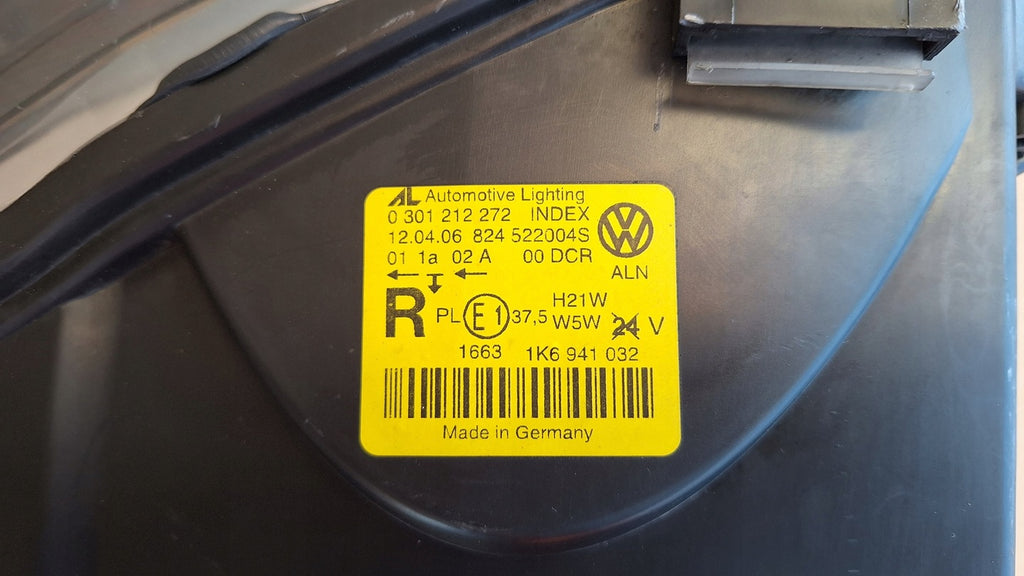 AL Automotive Lighting
0 301 212 272 INDEX
12.04.06 824 522004S
01 1a 02 A 00 DCR
ALN
R PL E1 37,5 H21W
W5W 24 V
1663 1K6 941 032
Made in Germany